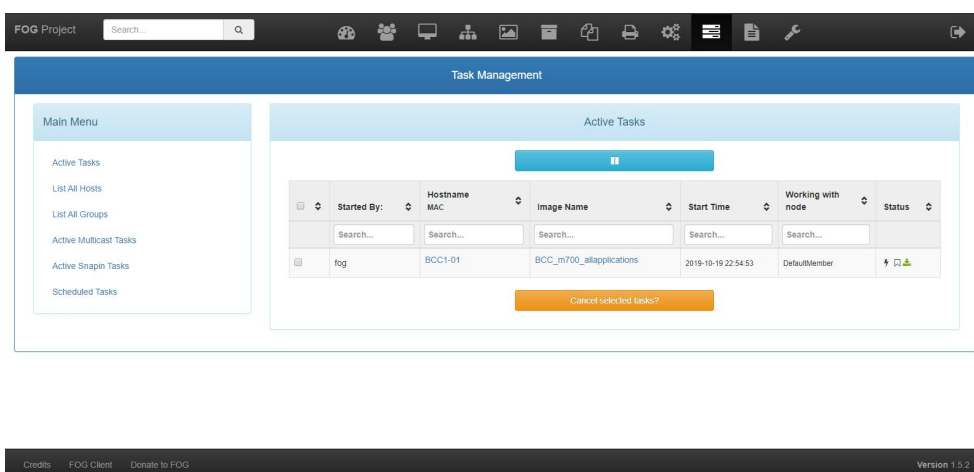 FOG Project
Search...
Task Management
Main Menu
Active Tasks
List All Hosts
List All Groups
Active Multicast Tasks
Active Snapin Tasks
Scheduled Tasks
Active Tasks
Started By:
Hostname
MAC
Image Name
Start Time
Working with
node
Status
Search...
Search...
Search...
Search...
Search...
fog
BCC1-01
BCC_m700_allapplications
2019-10-19 22:54:53
DefaultMember
Cancel selected tasks?
Credits
FOG Client
Donate to FOG
Version 1.5.2